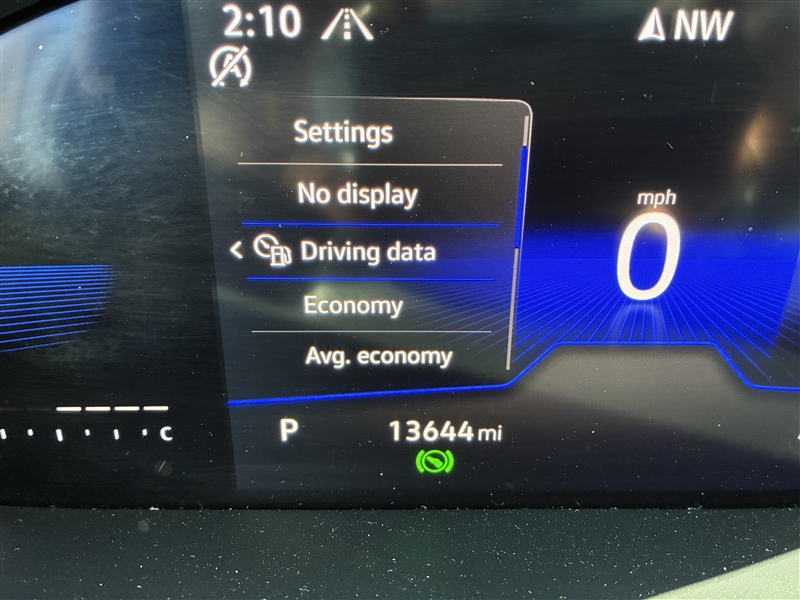 2:10 NW
A
Settings
No display
mph
0
< Driving data
Economy
Avg. economy
C P 13644 mi